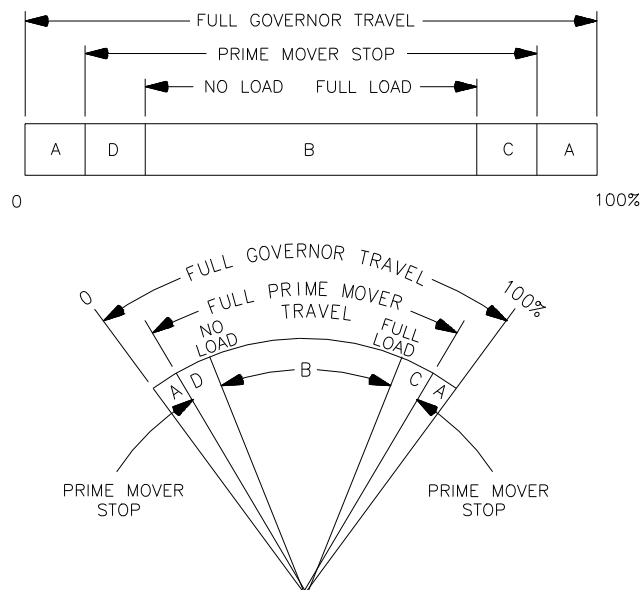 FULL GOVERNOR TRAVEL
PRIME MOVER STOP
NO LOAD FULL LOAD
A D B C A
0 100%
FULL GOVERNOR TRAVEL
0 100%
FULL PRIME MOVER
TRAVEL
NO
LOAD
FULL
LOAD
A D B C A
PRIME MOVER
STOP
PRIME MOVER
STOP